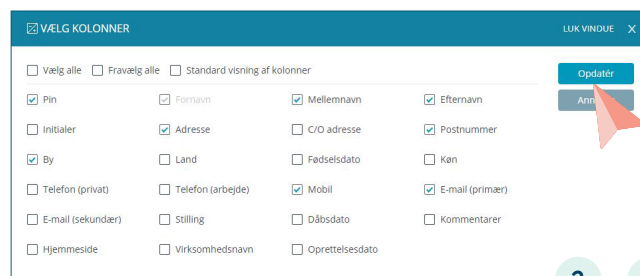 VÆLG KOLONNER LUK VINDUE X
Vælg alle Fravælg alle Standard visning af kolonner Opdatér
Pin Fornavn Mellemnavn Efternavn
Initialer Adresse C/O adresse Postnummer
By Land Fødselsdato Køn
Telefon (privat) Telefon (arbejde) Mobil E-mail (primær)
E-mail (sekundær) Stilling Dåbsdato Kommentarer
Hjemmeside Virksomhedsnavn Oprettelsesdato